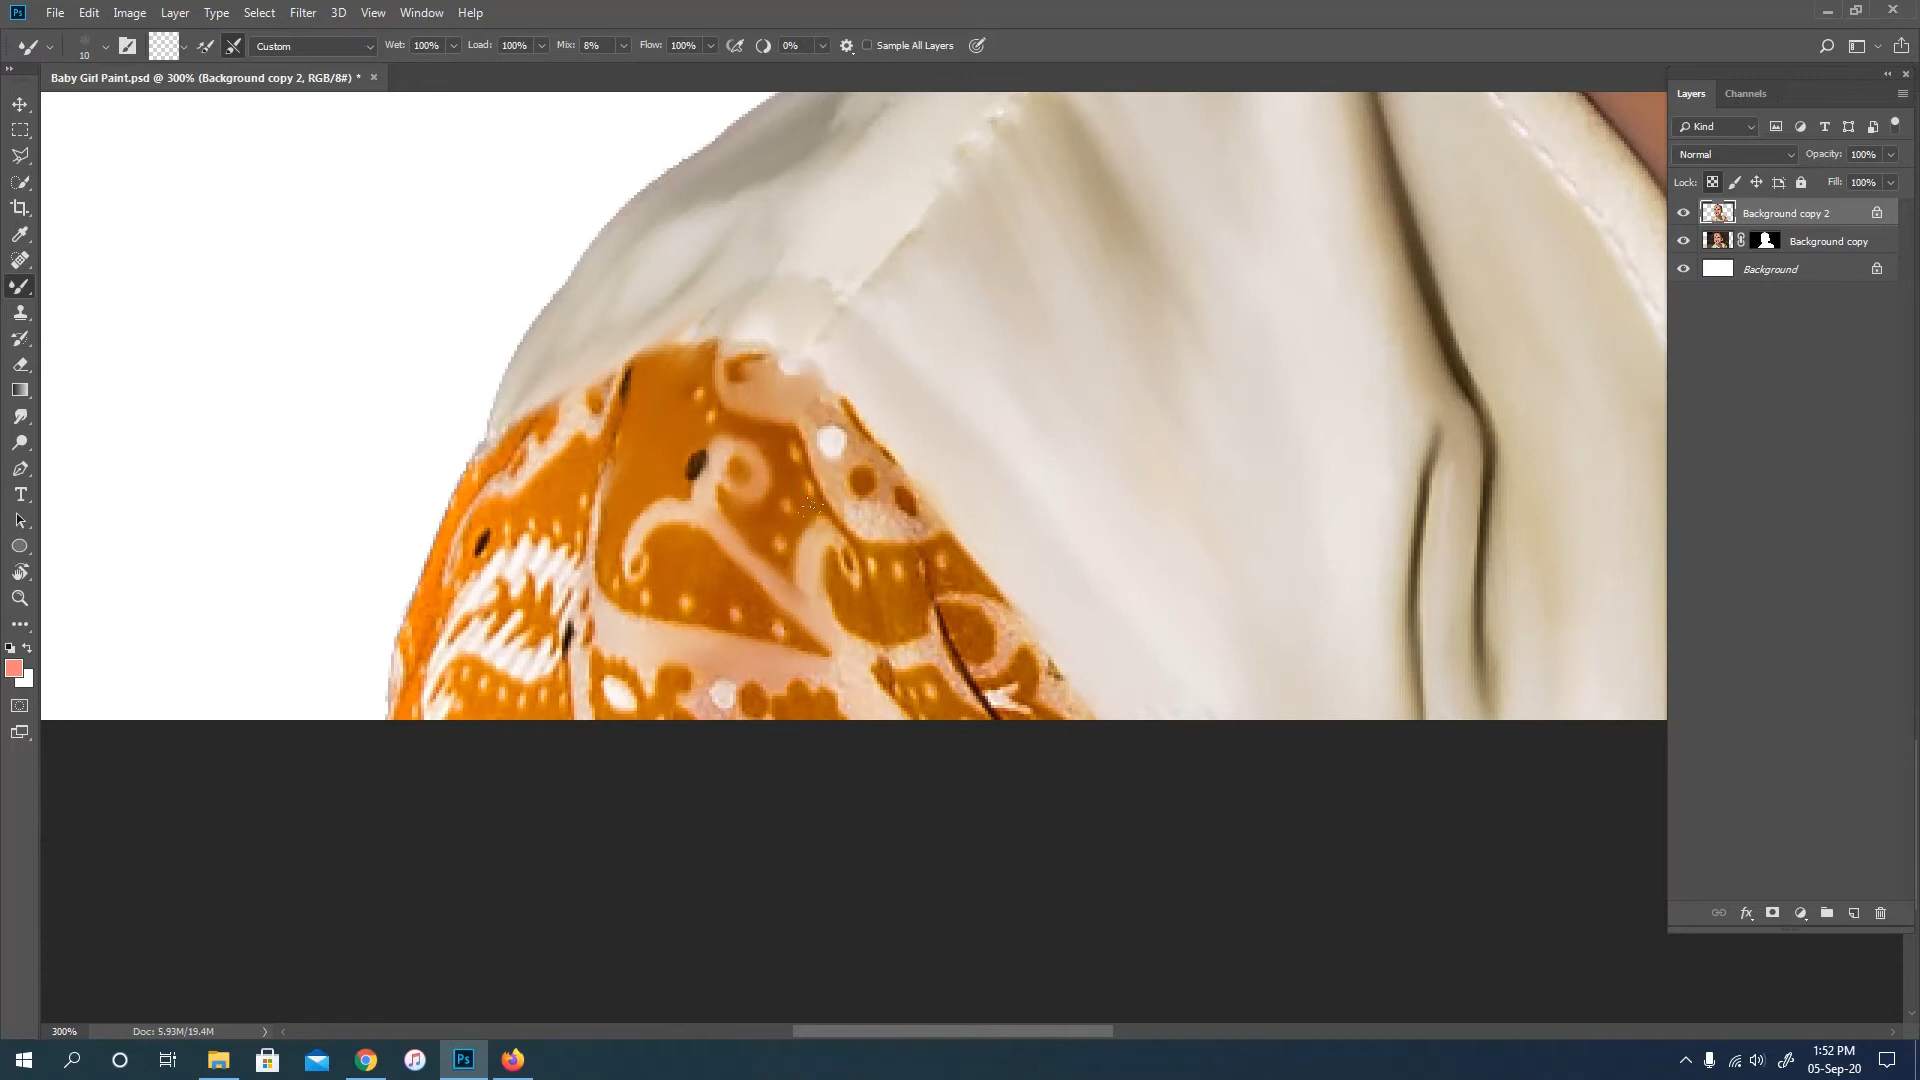 Ps File Edit Image Layer Type Select Filter 3D View Window Help
10 Custom Wet: 100% Load: 100% Mix: 8% Flow: 100% 0% Sample All Layers
Baby Girl Paint.psd @ 300% (Background copy 2, RGB/8#) * ×
Layers Channels
Kind
Normal Opacity: 100%
Lock: Fill: 100%
Background copy 2
Background copy
Background
fx
300% Doc: 5.93M/19.4M
Ps
1:52 PM
05-Sep-20